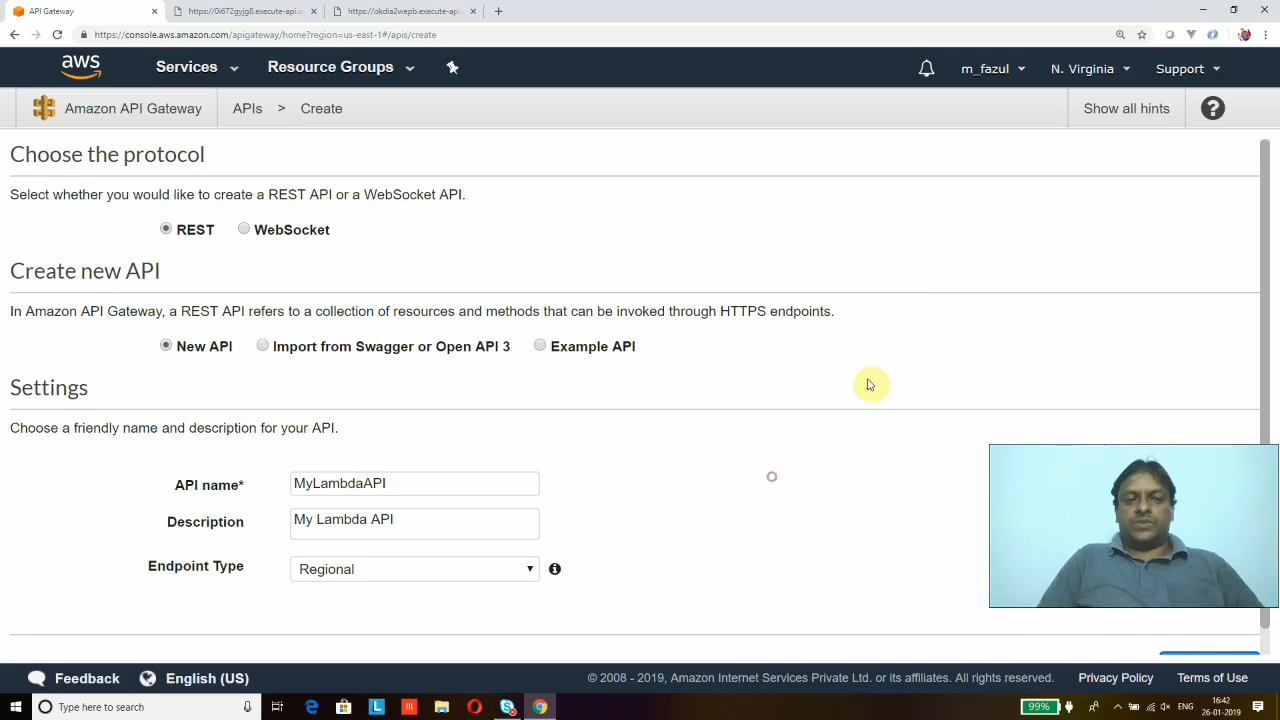 API Gateway
https://0i672gyjg8.execute-api.u
https://okdia2wepb.execute-api.
https://console.aws.amazon.com/apigateway/home?region=us-east-1#/apis/create
aws
Services
Resource Groups
m_fazul
N. Virginia
Support
Amazon API Gateway
APIs > Create
Show all hints
?
Choose the protocol
Select whether you would like to create a REST API or a WebSocket API.
REST
WebSocket
Create new API
In Amazon API Gateway, a REST API refers to a collection of resources and methods that can be invoked through HTTPS endpoints.
New API
Import from Swagger or Open API 3
Example API
Settings
Choose a friendly name and description for your API.
API name*
MyLambdaAPI
Description
My Lambda API
Endpoint Type
Regional
Feedback
English (US)
© 2008 - 2019, Amazon Internet Services Private Ltd. or its affiliates. All rights reserved.
Privacy Policy
Terms of Use
Type here to search
99%
ENG
16:42
26-01-2019